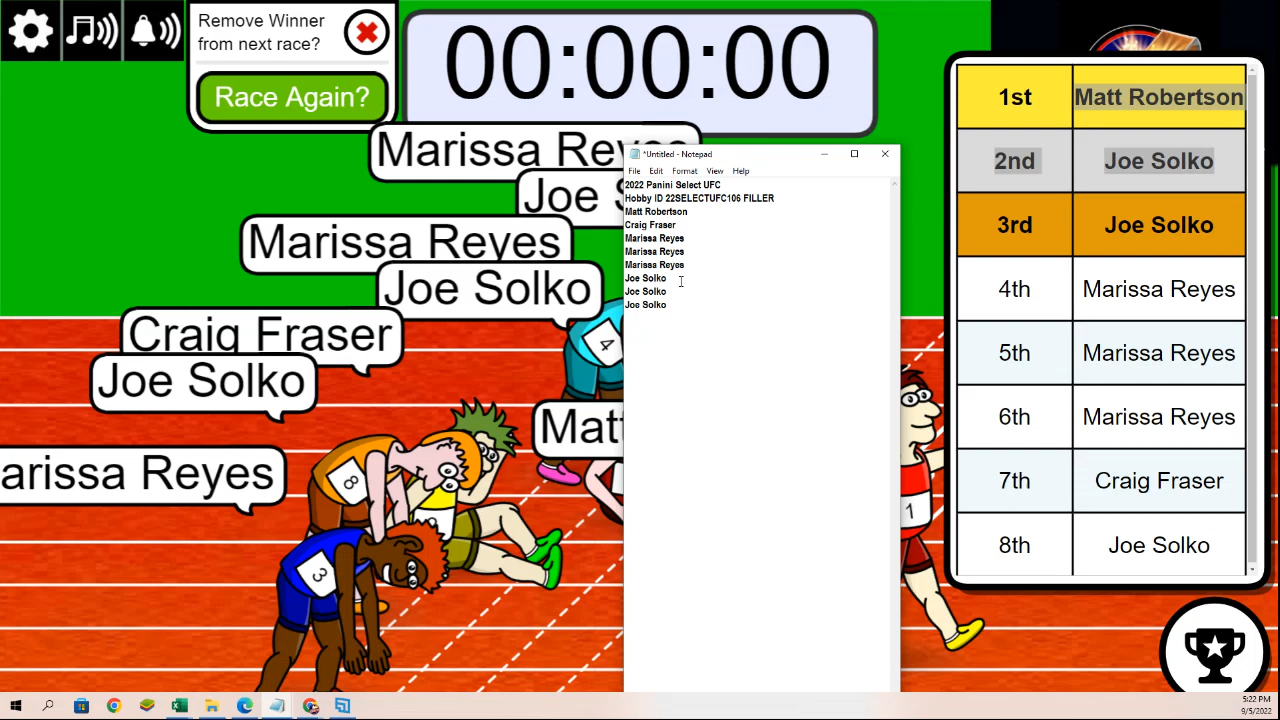 Remove Winner
from next race?
Race Again?
00:00:00
Marissa Reyes
Joe S
Marissa Reyes
Joe Solko
Craig Fraser
Joe Solko
Matt
arissa Reyes
4
8
3
1
*Untitled - Notepad
File Edit Format View Help
2022 Panini Select UFC
Hobby ID 22SELECTUFC106 FILLER
Matt Robertson
Craig Fraser
Marissa Reyes
Marissa Reyes
Marissa Reyes
Joe Solko
Joe Solko
Joe Solko
1st Matt Robertson
2nd Joe Solko
3rd Joe Solko
4th Marissa Reyes
5th Marissa Reyes
6th Marissa Reyes
7th Craig Fraser
8th Joe Solko
5:22 PM
9/5/2022